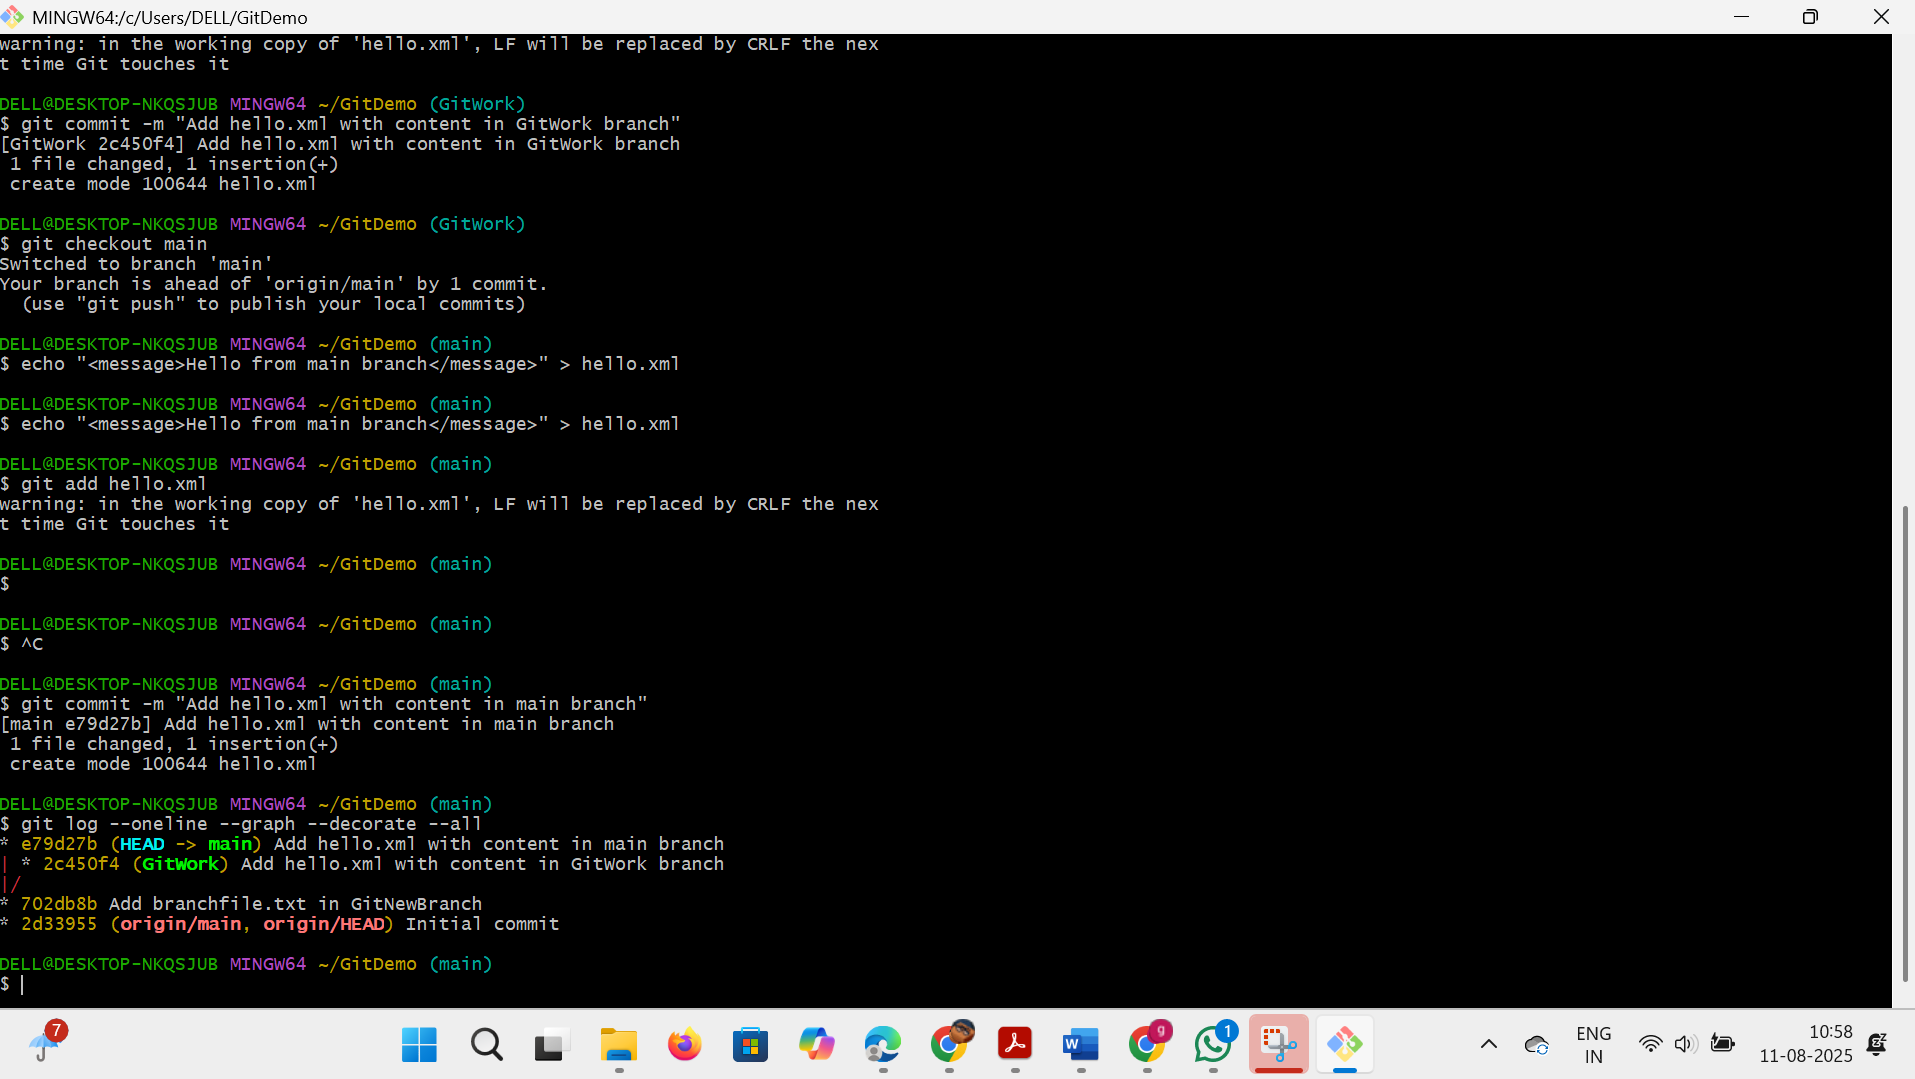 MINGW64:/c/Users/DELL/GitDemo
warning: in the working copy of 'hello.xml', LF will be replaced by CRLF the nex
t time Git touches it
DELL@DESKTOP-NKQSJUB MINGW64 ~/GitDemo (GitWork)
$ git commit -m "Add hello.xml with content in GitWork branch"
[GitWork 2c450f4] Add hello.xml with content in GitWork branch
 1 file changed, 1 insertion(+)
 create mode 100644 hello.xml
DELL@DESKTOP-NKQSJUB MINGW64 ~/GitDemo (GitWork)
$ git checkout main
Switched to branch 'main'
Your branch is ahead of 'origin/main' by 1 commit.
  (use "git push" to publish your local commits)
DELL@DESKTOP-NKQSJUB MINGW64 ~/GitDemo (main)
$ echo "<message>Hello from main branch</message>" > hello.xml
DELL@DESKTOP-NKQSJUB MINGW64 ~/GitDemo (main)
$ echo "<message>Hello from main branch</message>" > hello.xml
DELL@DESKTOP-NKQSJUB MINGW64 ~/GitDemo (main)
$ git add hello.xml
warning: in the working copy of 'hello.xml', LF will be replaced by CRLF the nex
t time Git touches it
DELL@DESKTOP-NKQSJUB MINGW64 ~/GitDemo (main)
$
DELL@DESKTOP-NKQSJUB MINGW64 ~/GitDemo (main)
$ ^C
DELL@DESKTOP-NKQSJUB MINGW64 ~/GitDemo (main)
$ git commit -m "Add hello.xml with content in main branch"
[main e79d27b] Add hello.xml with content in main branch
 1 file changed, 1 insertion(+)
 create mode 100644 hello.xml
DELL@DESKTOP-NKQSJUB MINGW64 ~/GitDemo (main)
$ git log --oneline --graph --decorate --all
* e79d27b (HEAD -> main) Add hello.xml with content in main branch
| * 2c450f4 (GitWork) Add hello.xml with content in GitWork branch
|/
* 702db8b Add branchfile.txt in GitNewBranch
* 2d33955 (origin/main, origin/HEAD) Initial commit
DELL@DESKTOP-NKQSJUB MINGW64 ~/GitDemo (main)
$
7
W
g
1
ENG
IN
10:58
11-08-2025